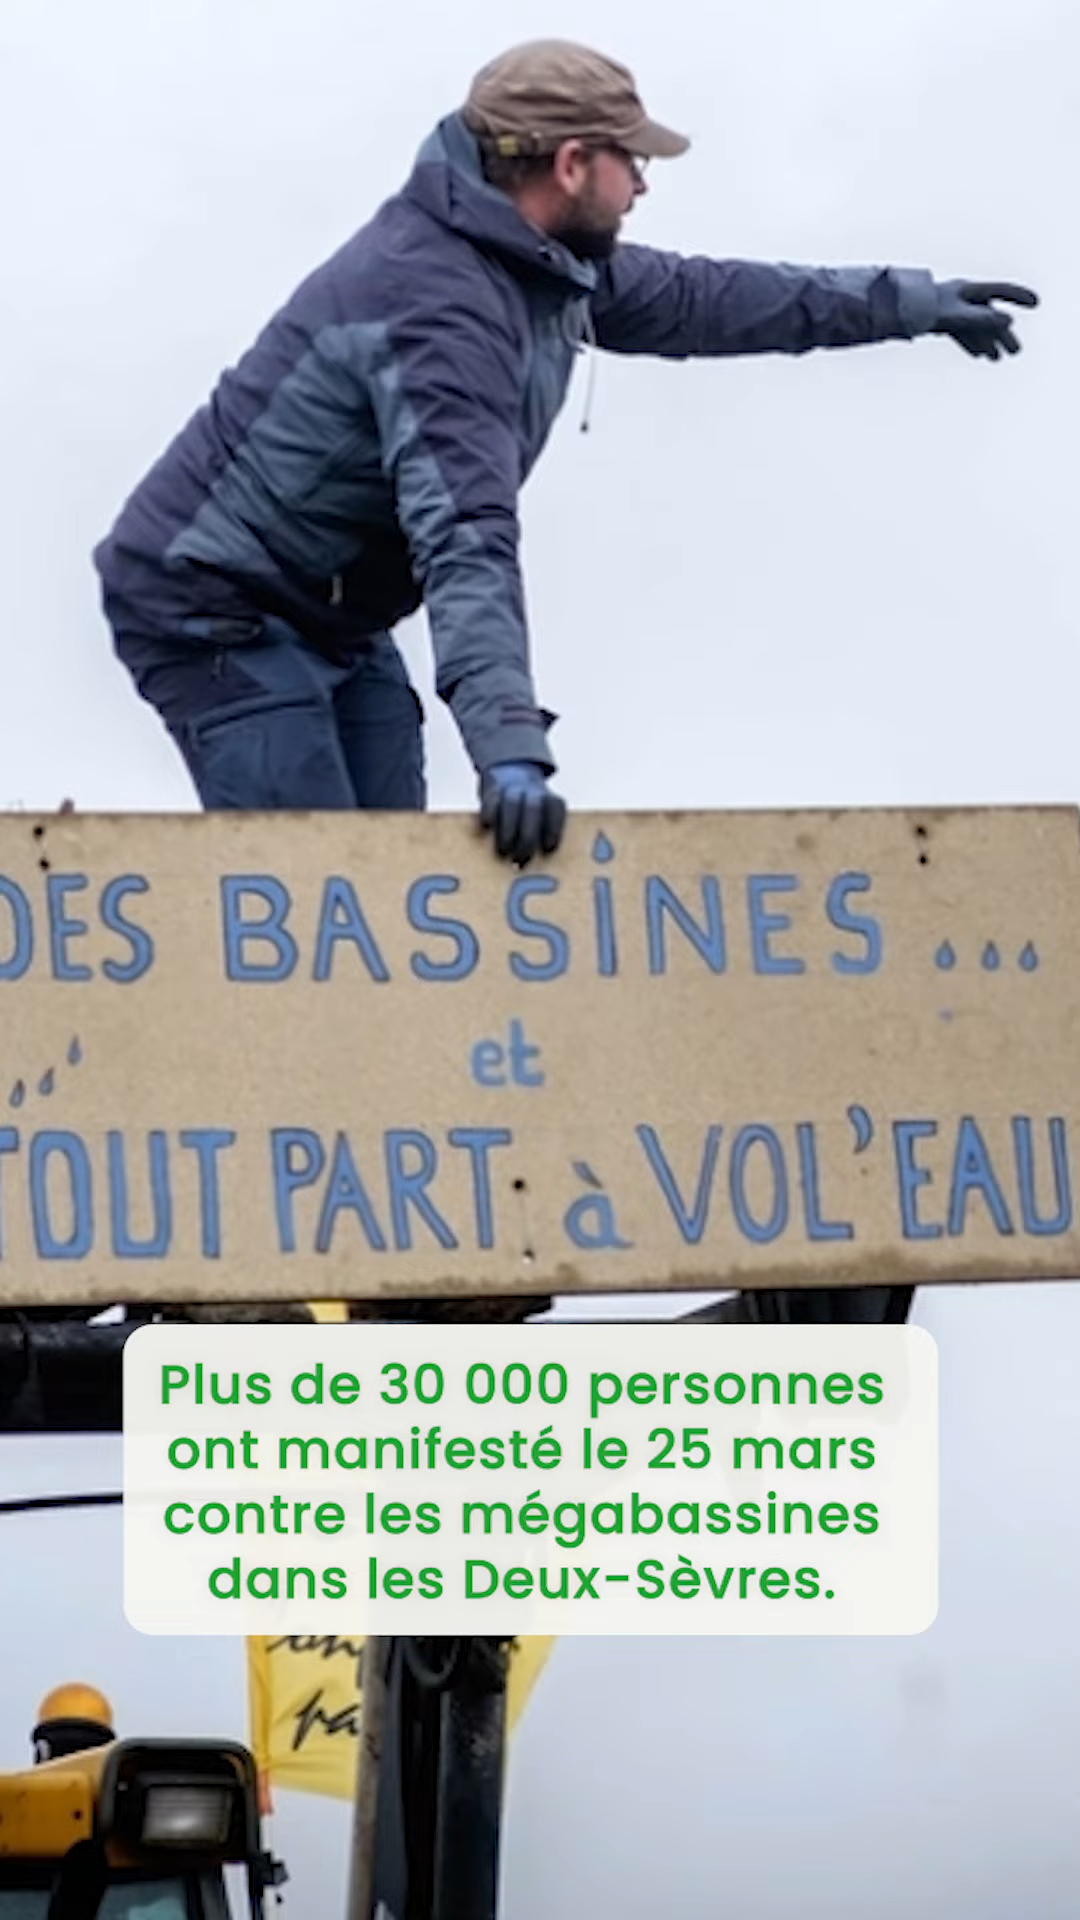 DES BASSINES...
et
TOUT PART à VOL'EAU
Plus de 30 000 personnes
ont manifesté le 25 mars
contre les mégabassines
dans les Deux-Sèvres.